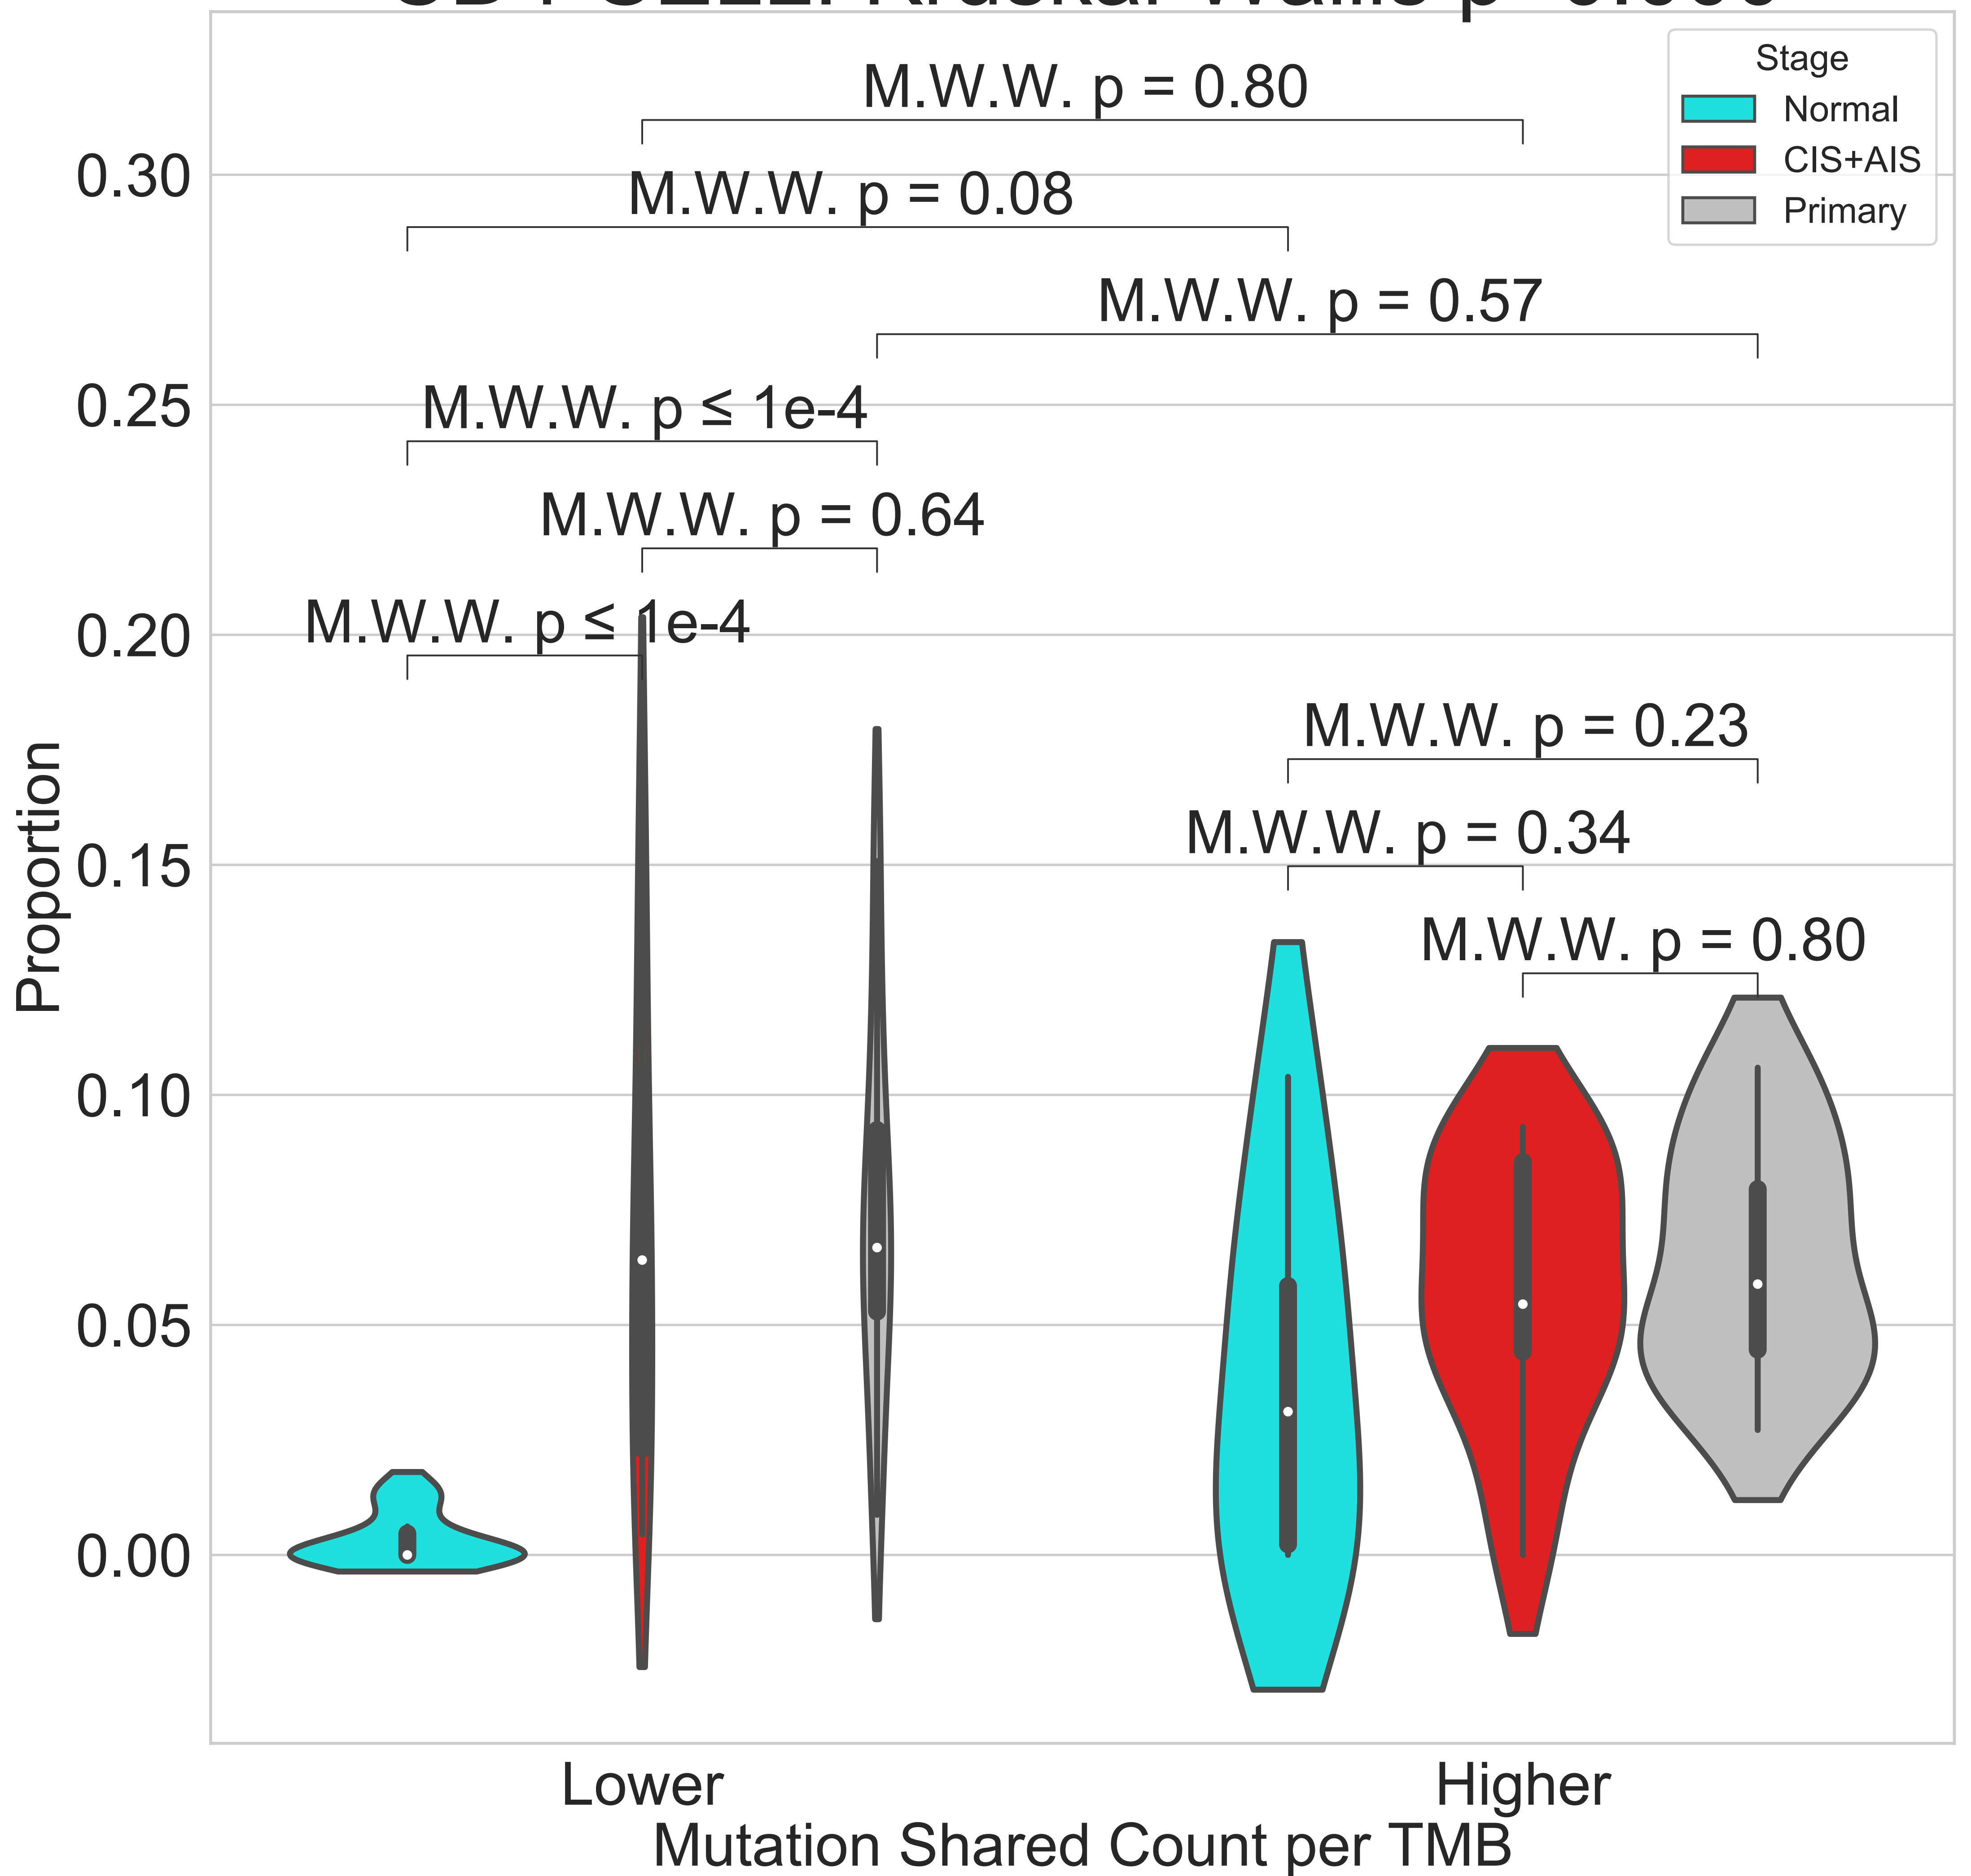 Stage
Normal
CIS+AIS
Primary
M.W.W. p = 0.80
M.W.W. p = 0.08
M.W.W. p = 0.57
M.W.W. p ≤ 1e-4
M.W.W. p = 0.64
M.W.W. p ≤ 1e-4
M.W.W. p = 0.23
M.W.W. p = 0.34
M.W.W. p = 0.80
0.30
0.25
0.20
0.15
0.10
0.05
0.00
Proportion
Lower
Higher
Mutation Shared Count per TMB